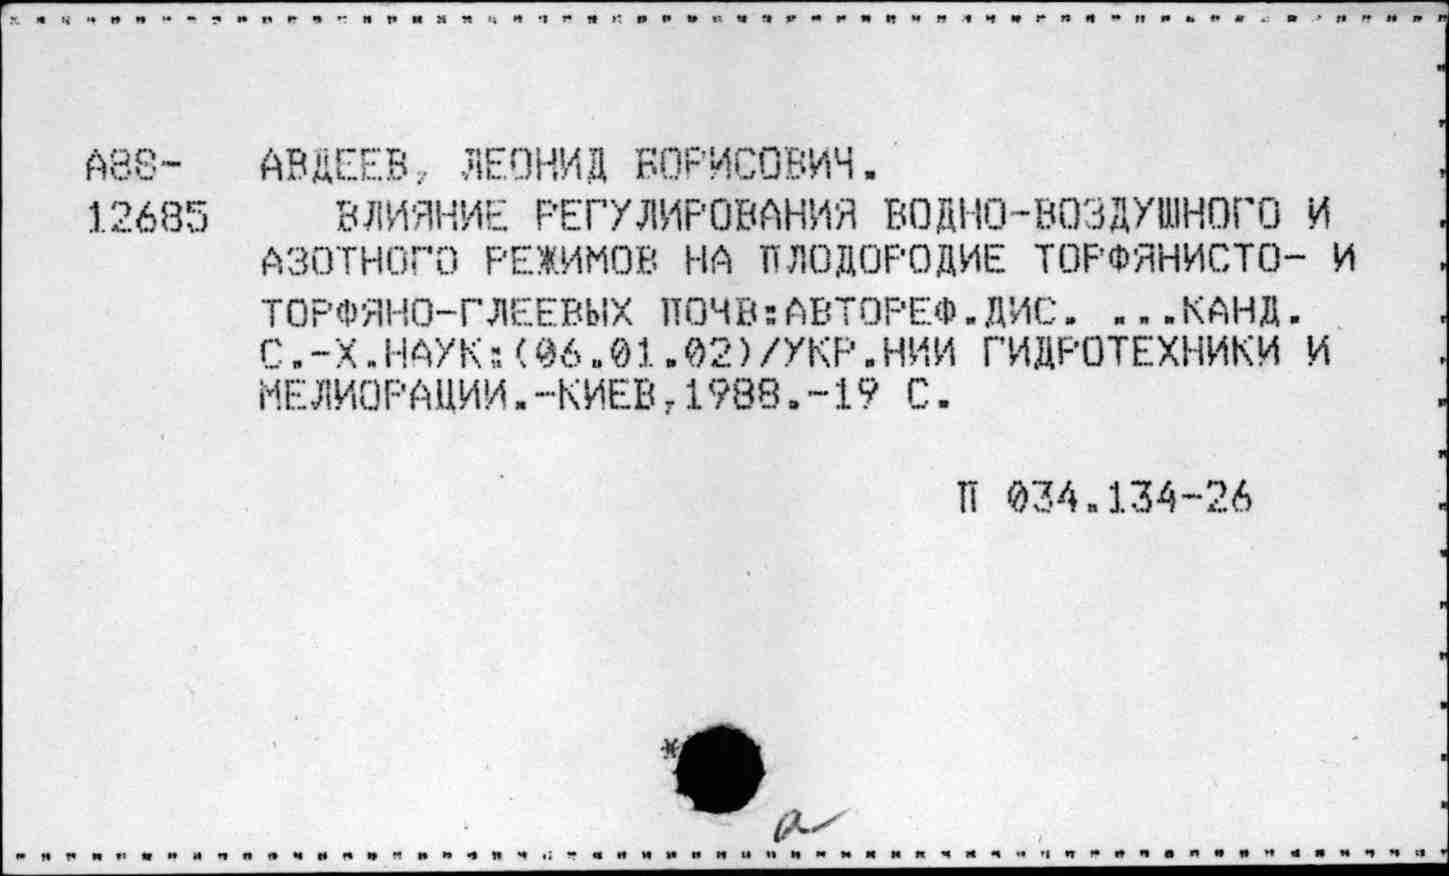 А88- АВДЕЕВ, ЛЕОНИД БОРИСОВИЧ.
12685 ВЛИЯНИЕ РЕГУЛИРОВАНИЯ ВОДНО-ВОЗДУШНОГО И
АЗОТНОГО РЕЖИМОВ НА ПЛОДОРОДИЕ ТОРФЯНИСТО- И
ТОРФЯНО-ГЛЕЕВЫХ ПОЧВ:АВТОРЕФ.ДИС. ...КАНД.
С.-Х.НАУК:(06.01.02)/УКР.НИИ ГИДРОТЕХНИКИ И
МЕЛИОРАЦИИ.-КИЕВ,1988.-19 С.
П 034.134-26
*
а